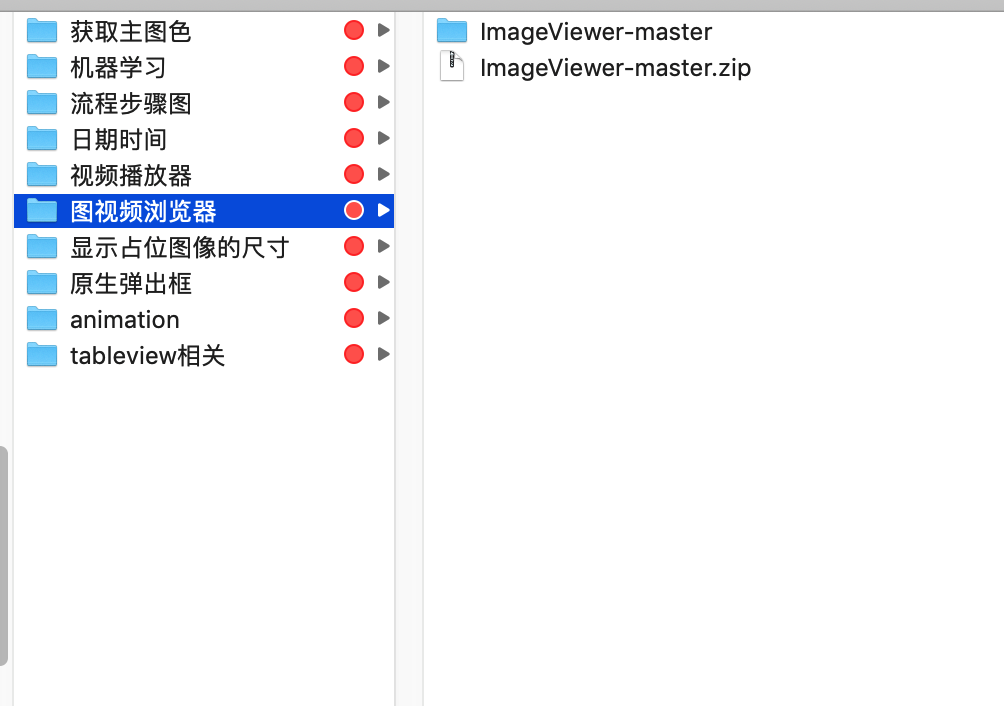 获取主图色
机器学习
流程步骤图
日期时间
视频播放器
图视频浏览器
显示占位图像的尺寸
原生弹出框
animation
tableview相关
ImageViewer-master
ImageViewer-master.zip